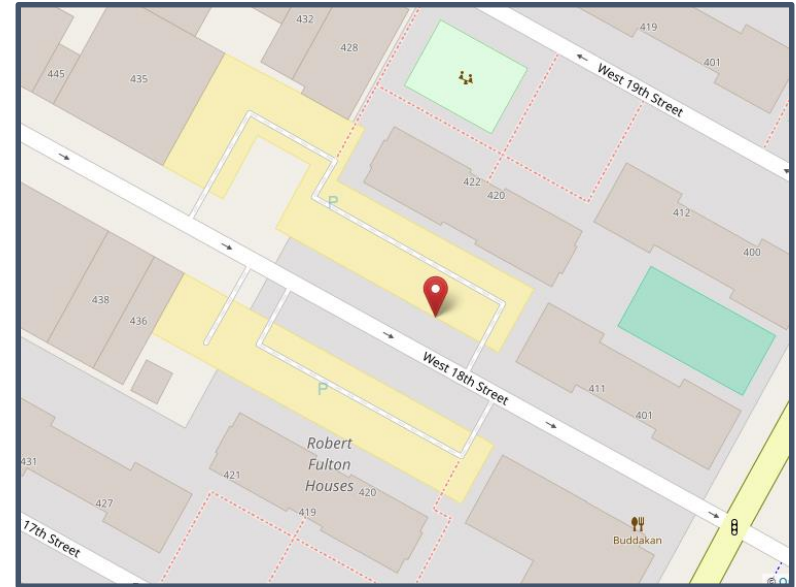 432
428
419
401
445
435
West 19th Street
422
420
412
400
P
438
436
West 18th Street
411
401
P
Robert
Fulton
Houses
431
421
420
427
419
17th Street
Buddakan
©